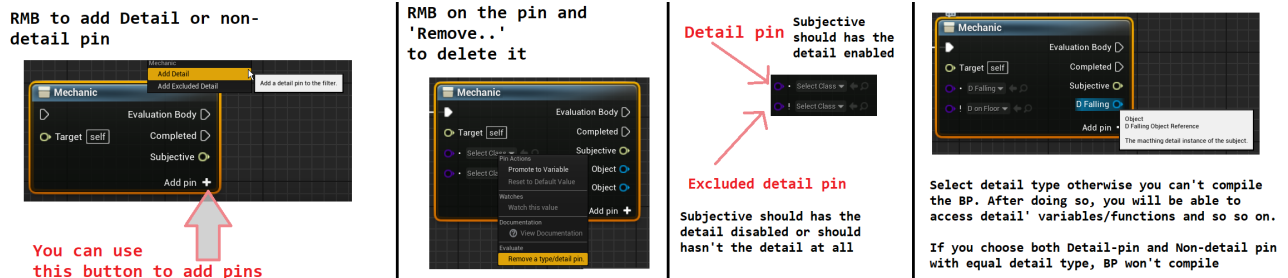 RMB to add Detail or non-
detail pin
Mechanic
Add Detail
Add Excluded Detail
Add a detail pin to the filter.
Mechanic
Evaluation Body
Target self
Completed
Subjective
Add pin
You can use
this button to add pins
RMB on the pin and
'Remove..'
to delete it
Mechanic
Evaluation Body
Target self
Completed
Select Class
Subjective
Select Cla
Object
Object
Add pin
Pin Actions
Promote to Variable
Reset to Default Value
Watches
Watch this value
Documentation
View Documentation
Evaluate
Remove a type/detail pin.
Detail pin
Subjective
should has the
detail enabled
Select Class
! Select Class
Excluded detail pin
Subjective should has the
detail disabled or should
hasn't the detail at all
Mechanic
Evaluation Body
Target self
Completed
Subjective
D Falling
D Falling
! D on Floor
Add pin
Object
D Falling Object Reference
The macthing detail instance of the subject.
Select detail type otherwise you can't compile
the BP. After doing so, you will be able to
access detail' variables/functions and so so on.
If you choose both Detail-pin and Non-detail pin
with equal detail type, BP won't compile